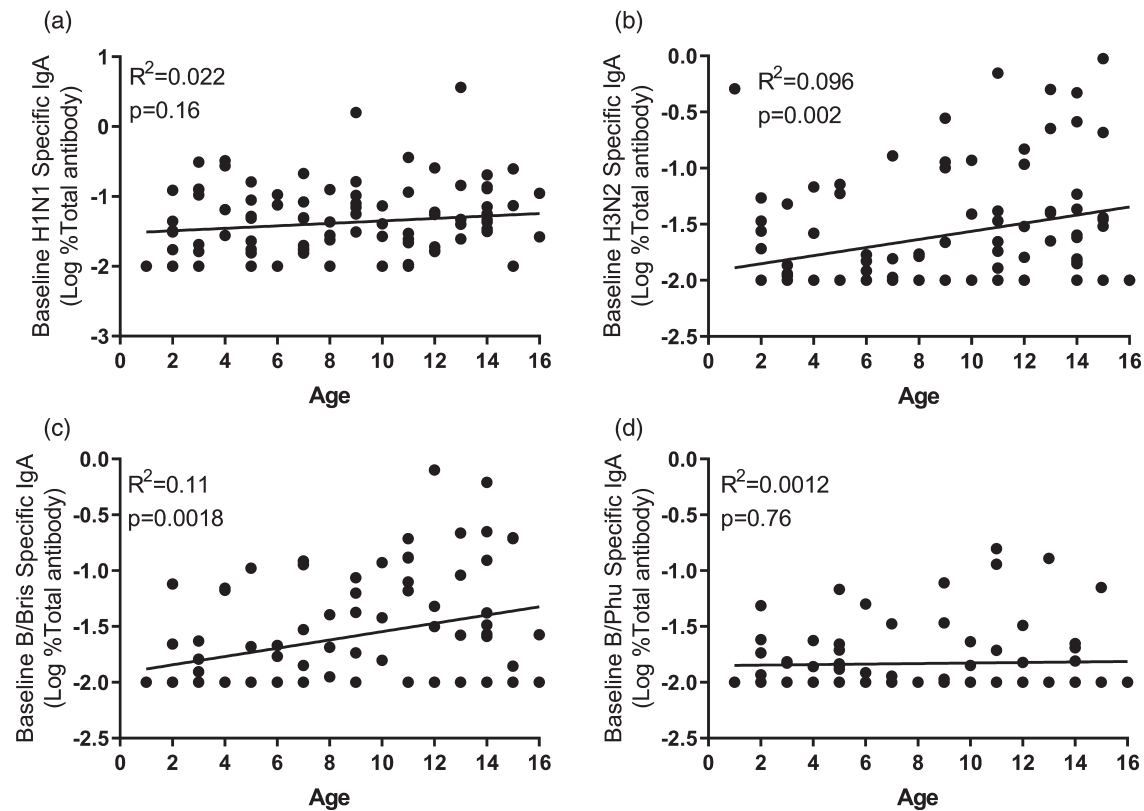 (a)
Baseline H1N1 Specific IgA
(Log %Total antibody)
R²=0.022
p=0.16
1
0
-1
-2
-3
0 2 4 6 8 10 12 14 16
Age
(b)
Baseline H3N2 Specific IgA
(Log %Total antibody)
R²=0.096
p=0.002
0.0
-0.5
-1.0
-1.5
-2.0
-2.5
0 2 4 6 8 10 12 14 16
Age
(c)
Baseline B/Bris Specific IgA
(Log %Total antibody)
R²=0.11
p=0.0018
0.0
-0.5
-1.0
-1.5
-2.0
-2.5
0 2 4 6 8 10 12 14 16
Age
(d)
Baseline B/Phu Specific IgA
(Log %Total antibody)
R²=0.0012
p=0.76
0.0
-0.5
-1.0
-1.5
-2.0
-2.5
0 2 4 6 8 10 12 14 16
Age